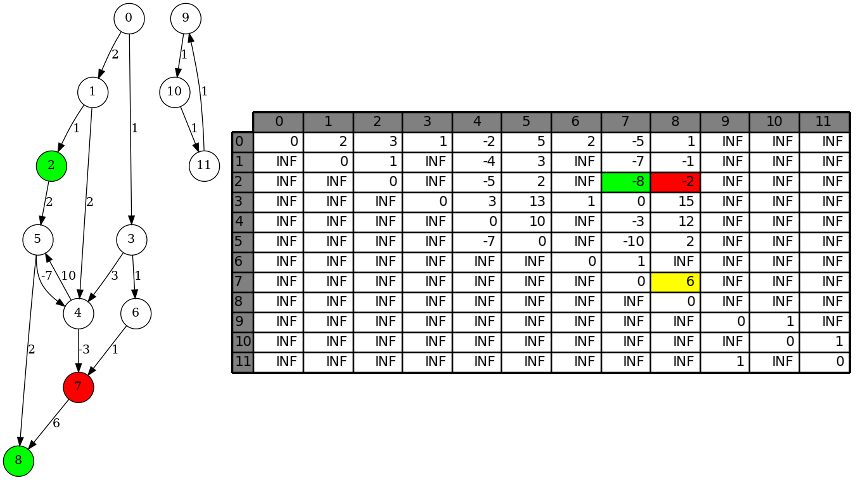 0
9
2
1
1
10
1
1
1
1
11
2
2
2
5
3
-7
10
3
1
4
6
2
-3
1
7
6
8
0 1 2 3 4 5 6 7 8 9 10 11
0 0 2 3 1 -2 5 2 -5 1 INF INF INF
1 INF 0 1 INF -4 3 INF -7 -1 INF INF INF
2 INF INF 0 INF -5 2 INF -8 -2 INF INF INF
3 INF INF INF 0 3 13 1 0 15 INF INF INF
4 INF INF INF INF 0 10 INF -3 12 INF INF INF
5 INF INF INF INF -7 0 INF -10 2 INF INF INF
6 INF INF INF INF INF INF 0 1 INF INF INF INF
7 INF INF INF INF INF INF INF 0 6 INF INF INF
8 INF INF INF INF INF INF INF INF 0 INF INF INF
9 INF INF INF INF INF INF INF INF INF 0 1 INF
10 INF INF INF INF INF INF INF INF INF INF 0 1
11 INF INF INF INF INF INF INF INF INF 1 INF 0